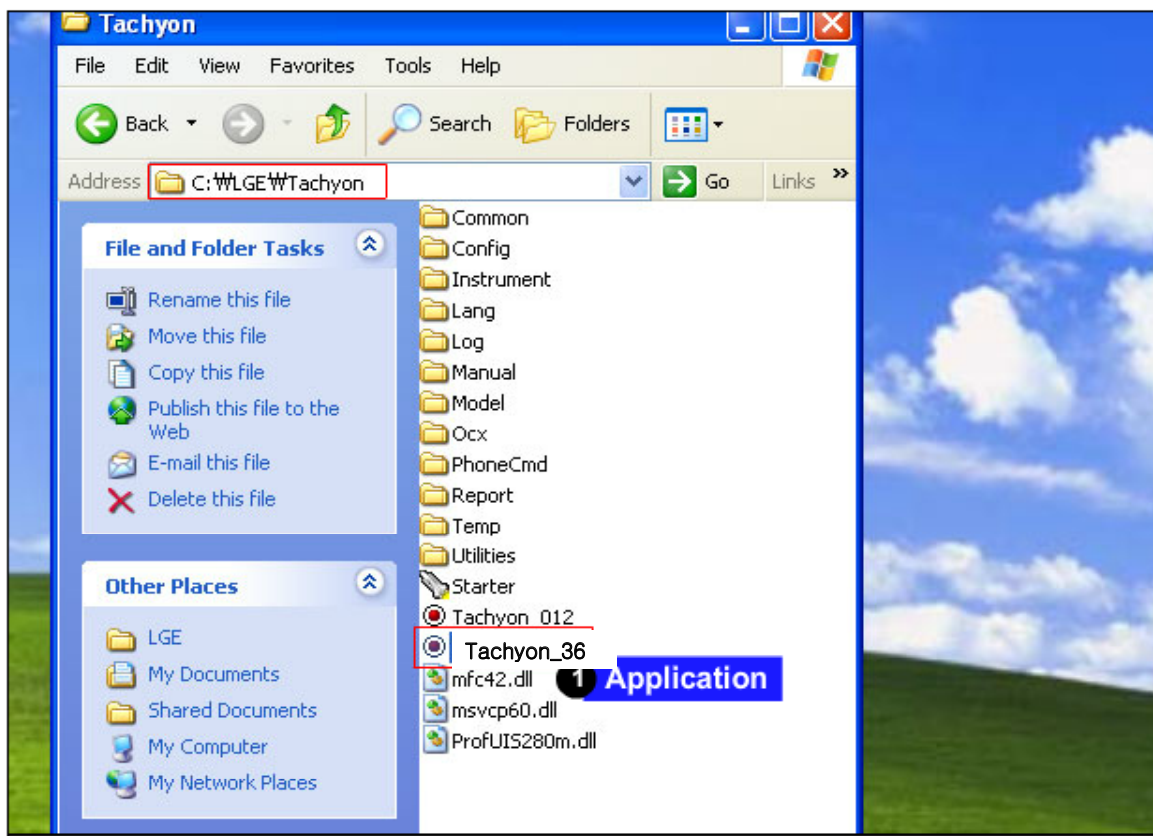 Tachyon
File Edit View Favorites Tools Help
Back Search Folders
Address C:₩LGE₩Tachyon Go Links »
Common
File and Folder Tasks
Config
Instrument
Rename this file
Lang
Move this file
Log
Copy this file
Manual
Publish this file to the
Web
Model
Ocx
E-mail this file
PhoneCmd
Delete this file
Report
Temp
Utilities
Other Places
Starter
Tachyon_012
LGE
Tachyon_36
My Documents
mfc42.dll 1 Application
Shared Documents
msvcp60.dll
My Computer
ProfUIS280m.dll
My Network Places